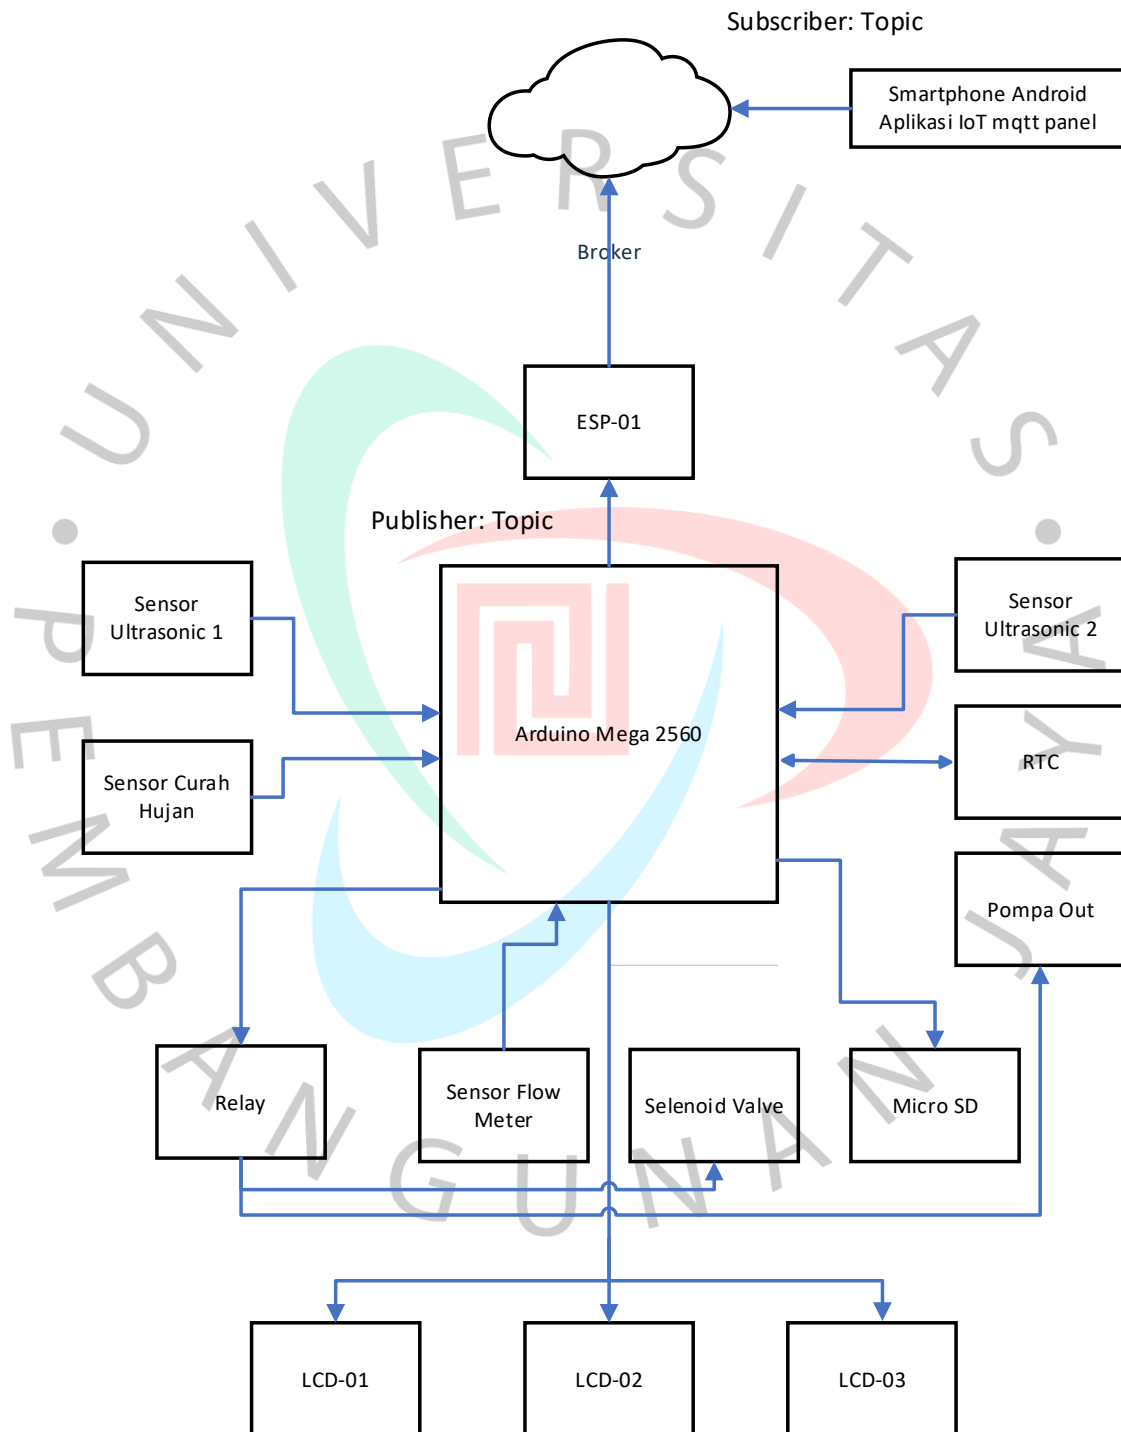 Subscriber: Topic
Smartphone Android
Aplikasi IoT mqtt panel
Broker
ESP-01
Publisher: Topic
Sensor
Ultrasonic 1
Sensor
Ultrasonic 2
Arduino Mega 2560
RTC
Sensor Curah
Hujan
Pompa Out
Relay
Sensor Flow
Meter
Selenoid Valve
Micro SD
LCD-01
LCD-02
LCD-03
UNIVERSITAS
PEMBANGUNAN JAYA